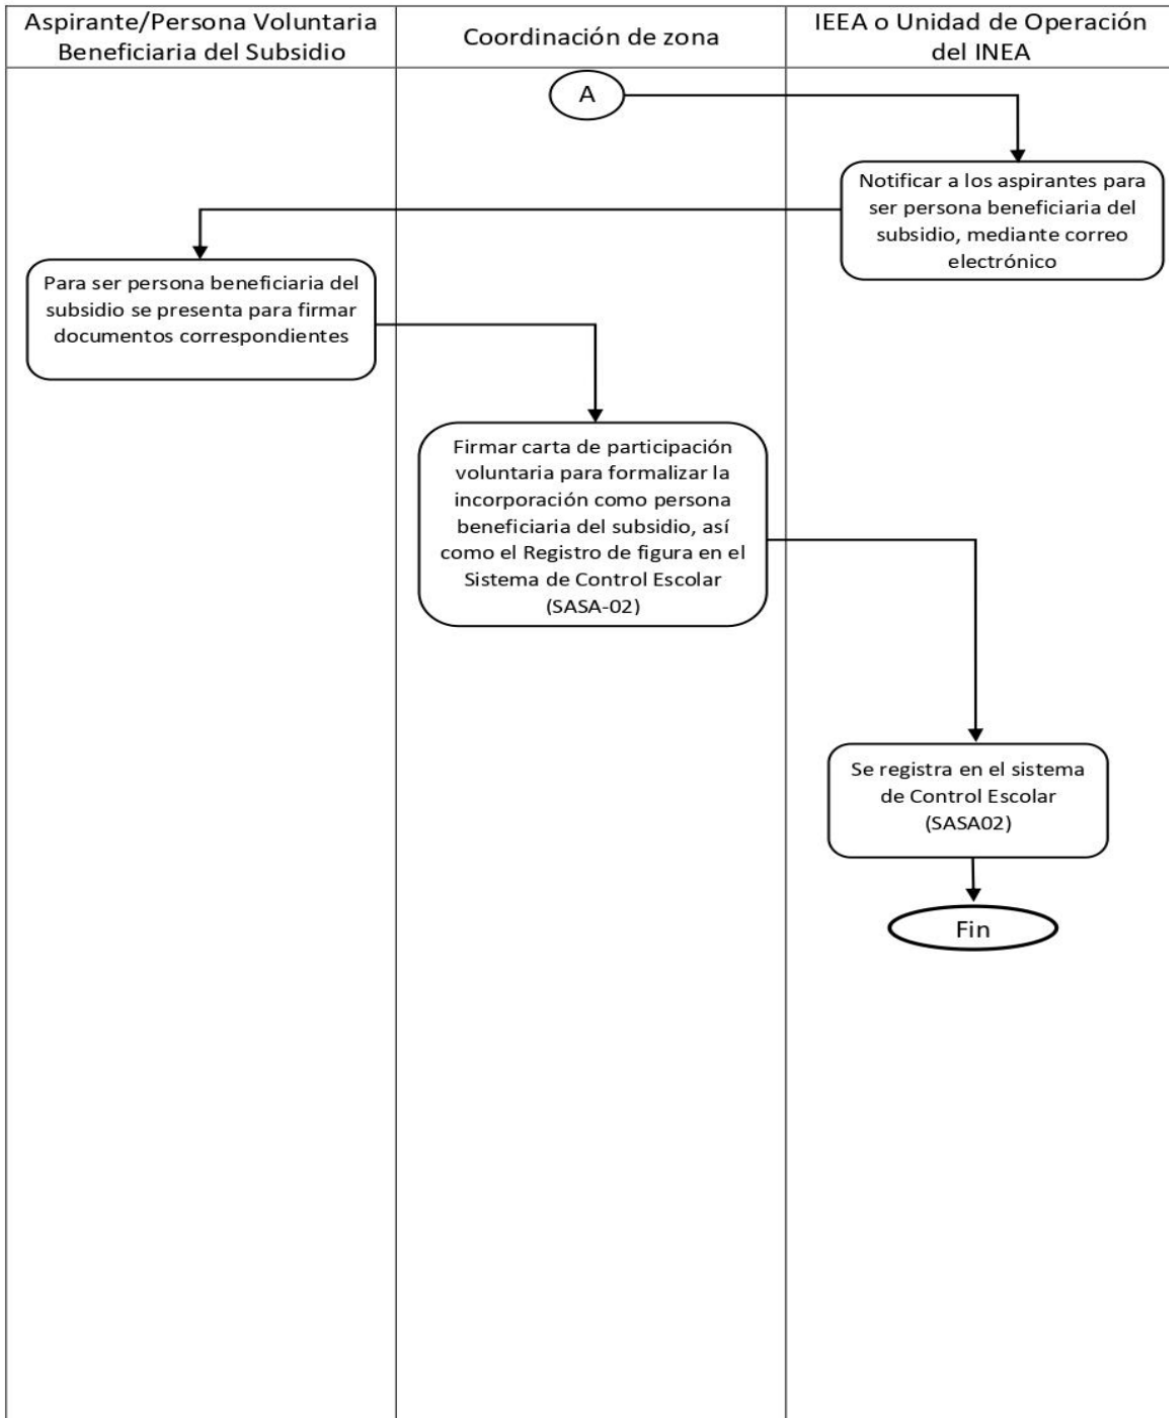 Aspirante/Persona Voluntaria
Beneficiaria del Subsidio
Coordinación de zona
IEEA o Unidad de Operación
del INEA
A
Notificar a los aspirantes para
ser persona beneficiaria del
subsidio, mediante correo
electrónico
Para ser persona beneficiaria del
subsidio se presenta para firmar
documentos correspondientes
Firmar carta de participación
voluntaria para formalizar la
incorporación como persona
beneficiaria del subsidio, así
como el Registro de figura en el
Sistema de Control Escolar
(SASA-02)
Se registra en el sistema
de Control Escolar
(SASA02)
Fin